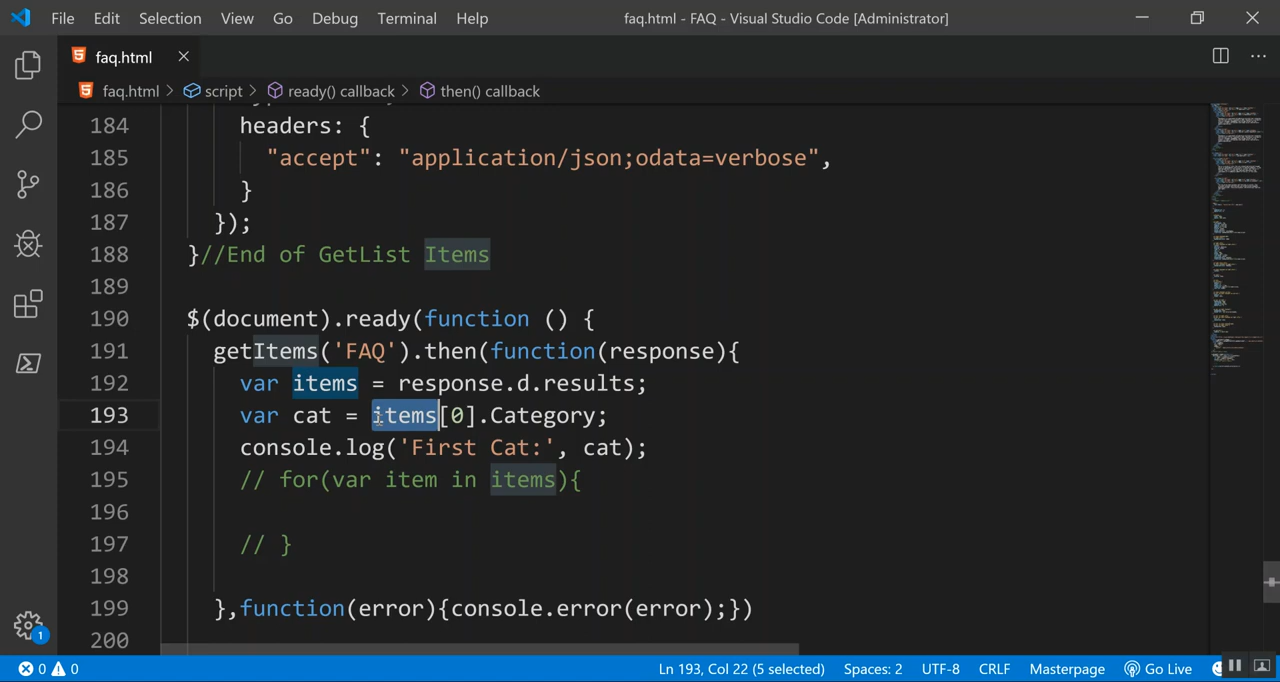 File Edit Selection View Go Debug Terminal Help faq.html - FAQ - Visual Studio Code [Administrator]
faq.html
faq.html > script > ready() callback > then() callback
184 headers: {
185 "accept": "application/json;odata=verbose",
186 }
187 });
188 }//End of GetList Items
189
190 $(document).ready(function () {
191 getItems('FAQ').then(function(response){
192 var items = response.d.results;
193 var cat = items[0].Category;
194 console.log('First Cat:', cat);
195 // for(var item in items){
196
197 // }
198
199 },function(error){console.error(error);})
200
1
0 0 Ln 193, Col 22 (5 selected) Spaces: 2 UTF-8 CRLF Masterpage Go Live